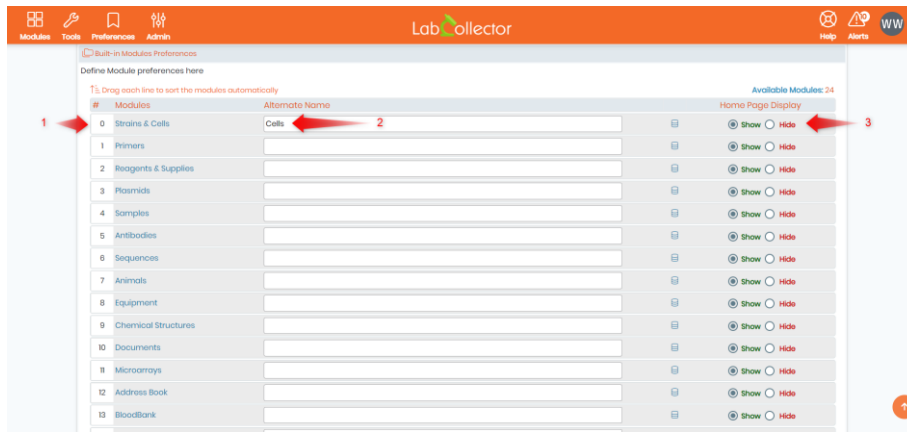 LabCollector
Modules Tools Preferences Admin Help Alerts 0 WW
Built-in Modules Preferences
Define Module preferences here
Drag each line to sort the modules automatically Available Modules: 24
# Modules Alternate Name Home Page Display
1 0 Strains & Cells Cells 2 Show Hide 3
1 Primers Show Hide
2 Reagents & Supplies Show Hide
3 Plasmids Show Hide
4 Samples Show Hide
5 Antibodies Show Hide
6 Sequences Show Hide
7 Animals Show Hide
8 Equipment Show Hide
9 Chemical Structures Show Hide
10 Documents Show Hide
11 Microarrays Show Hide
12 Address Book Show Hide
13 BloodBank Show Hide